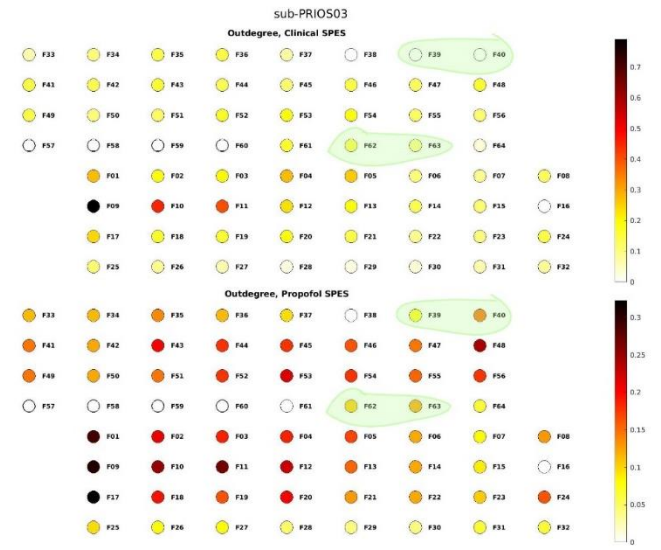 sub-PRIOS03
Outdegree, Clinical SPES
F33 F34 F35 F36 F37 F38 F39 F40
F41 F42 F43 F44 F45 F46 F47 F48
F49 F50 F51 F52 F53 F54 F55 F56
F57 F58 F59 F60 F61 F62 F63 F64
F01 F02 F03 F04 F05 F06 F07 F08
F09 F10 F11 F12 F13 F14 F15 F16
F17 F18 F19 F20 F21 F22 F23 F24
F25 F26 F27 F28 F29 F30 F31 F32
0.7
0.6
0.5
0.4
0.3
0.2
0.1
0
Outdegree, Propofol SPES
F33 F34 F35 F36 F37 F38 F39 F40
F41 F42 F43 F44 F45 F46 F47 F48
F49 F50 F51 F52 F53 F54 F55 F56
F57 F58 F59 F60 F61 F62 F63 F64
F01 F02 F03 F04 F05 F06 F07 F08
F09 F10 F11 F12 F13 F14 F15 F16
F17 F18 F19 F20 F21 F22 F23 F24
F25 F26 F27 F28 F29 F30 F31 F32
0.3
0.25
0.2
0.15
0.1
0.05
0